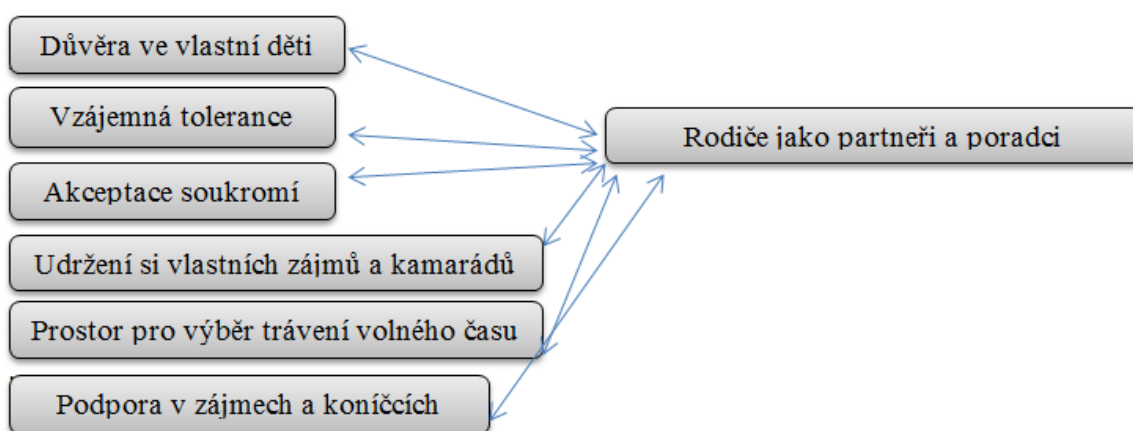 Důvěra ve vlastní děti
Vzájemná tolerance
Rodiče jako partneři a poradci
Akceptace soukromí
Udržení si vlastních zájmů a kamarádů
Prostor pro výběr trávení volného času
Podpora v zájmech a koníčcích